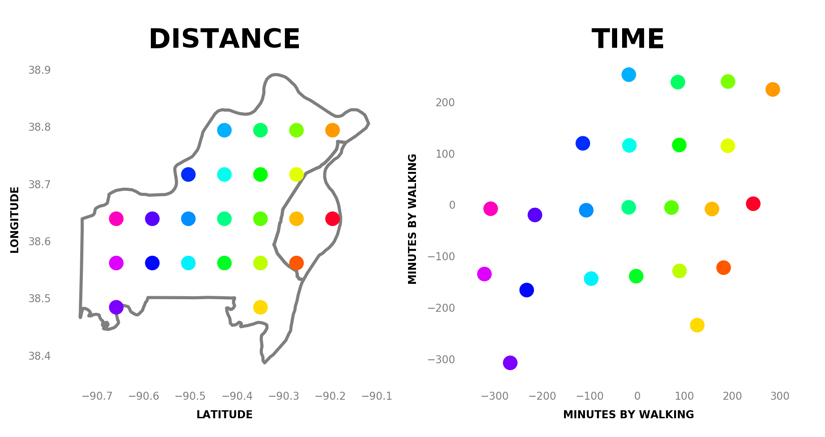 DISTANCE
TIME
38.9
38.8
38.7
38.6
38.5
38.4
LONGITUDE
−90.7 −90.6 −90.5 −90.4 −90.3 −90.2 −90.1
LATITUDE
200
100
0
−100
−200
−300
MINUTES BY WALKING
−300 −200 −100 0 100 200 300
MINUTES BY WALKING